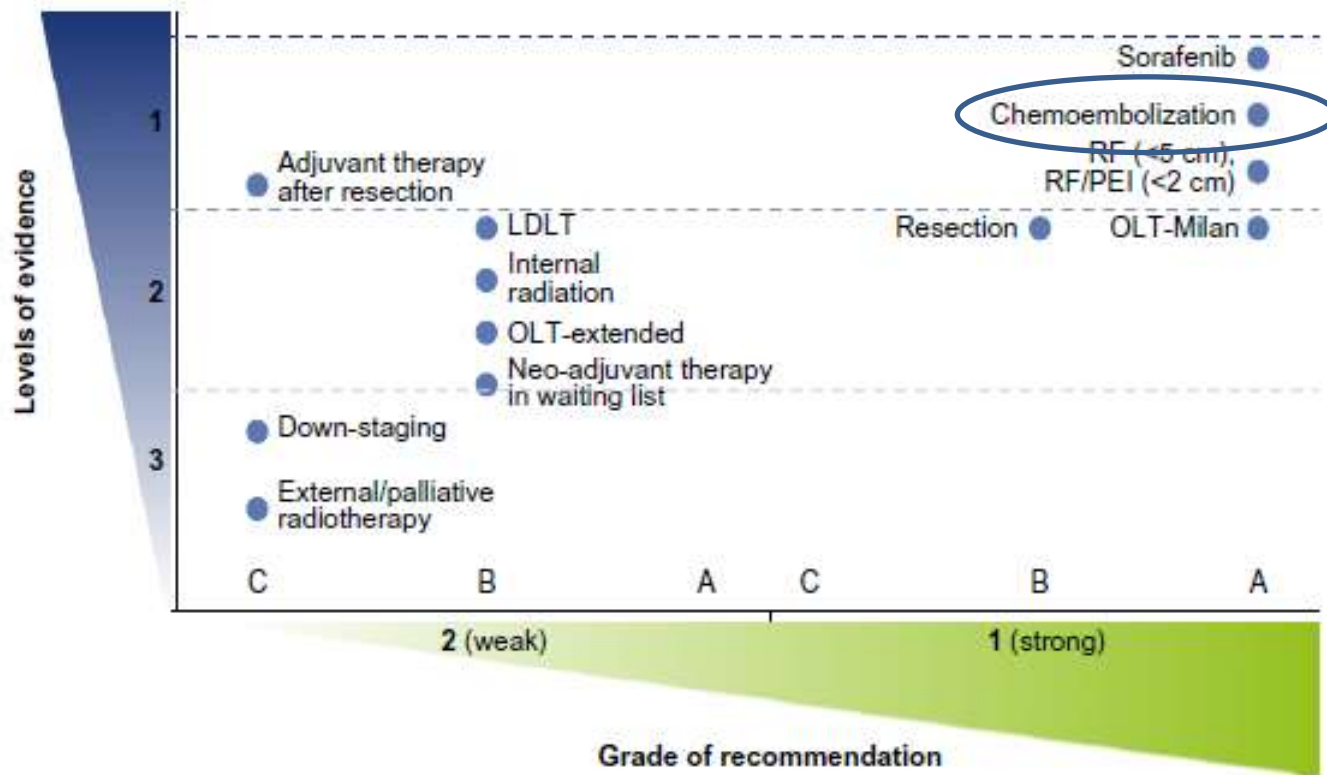 Levels of evidence
1
2
3
Sorafenib
Chemoembolization
RF (<5 cm),
RF/PEI (<2 cm)
Adjuvant therapy
after resection
LDLT
Resection
OLT-Milan
Internal
radiation
OLT-extended
Neo-adjuvant therapy
in waiting list
Down-staging
External/palliative
radiotherapy
C B A C B A
2 (weak) 1 (strong)
Grade of recommendation